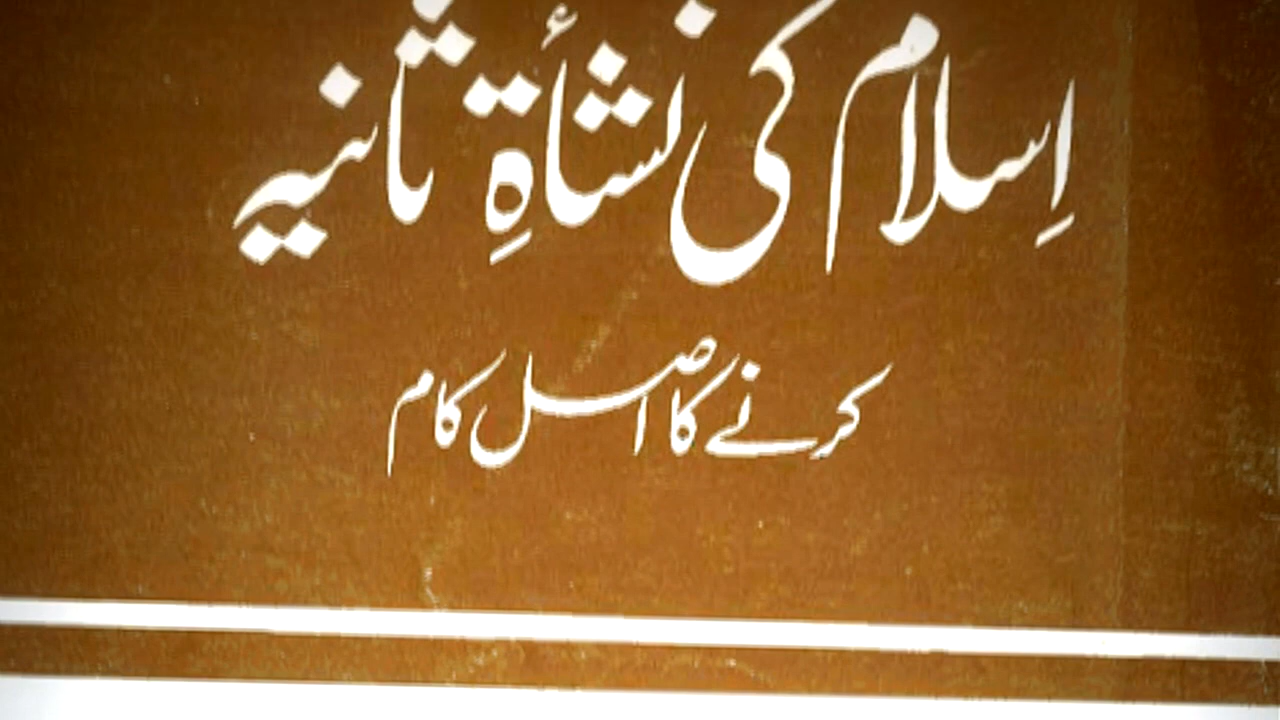 اِسلام کی نشأۃِ ثانیہ
کرنے کا اصل کام